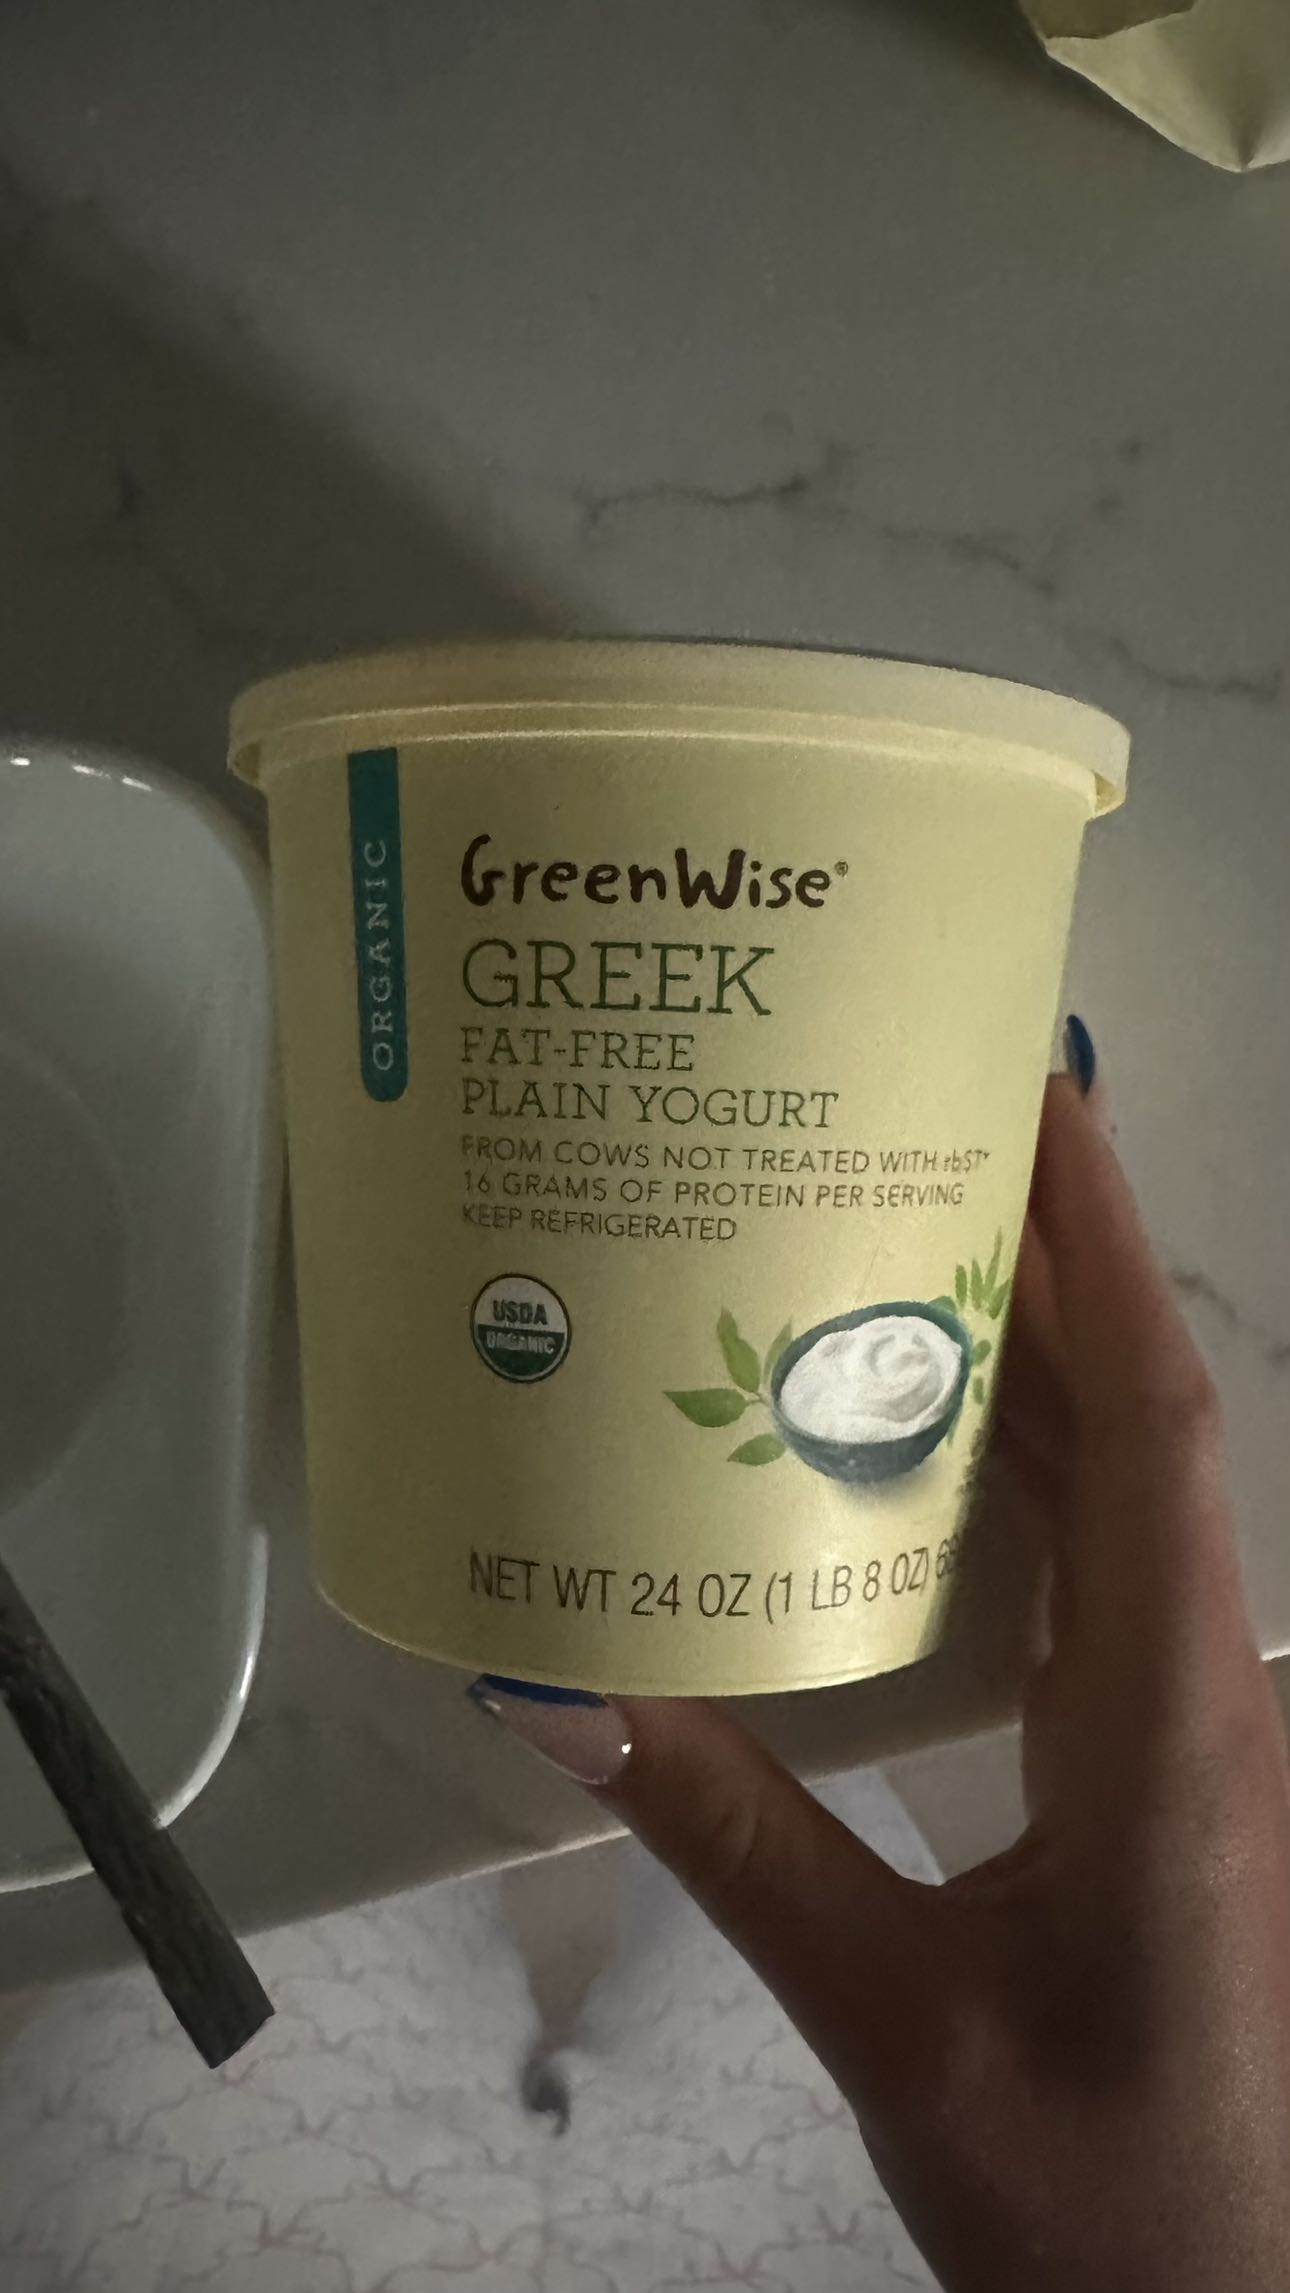 ORGANIC
GreenWise®
GREEK
FAT-FREE
PLAIN YOGURT
FROM COWS NOT TREATED WITH rbST*
16 GRAMS OF PROTEIN PER SERVING
KEEP REFRIGERATED
USDA
ORGANIC
NET WT 24 OZ (1 LB 8 OZ)